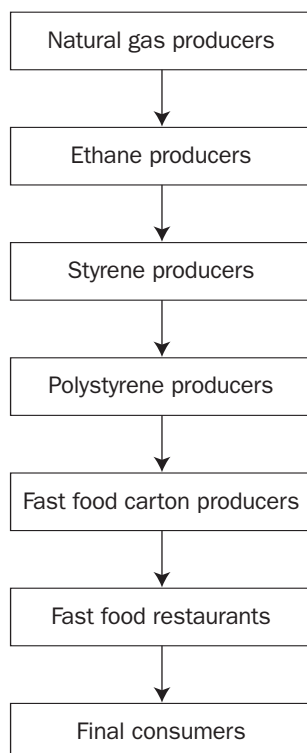 Natural gas producers
Ethane producers
Styrene producers
Polystyrene producers
Fast food carton producers
Fast food restaurants
Final consumers